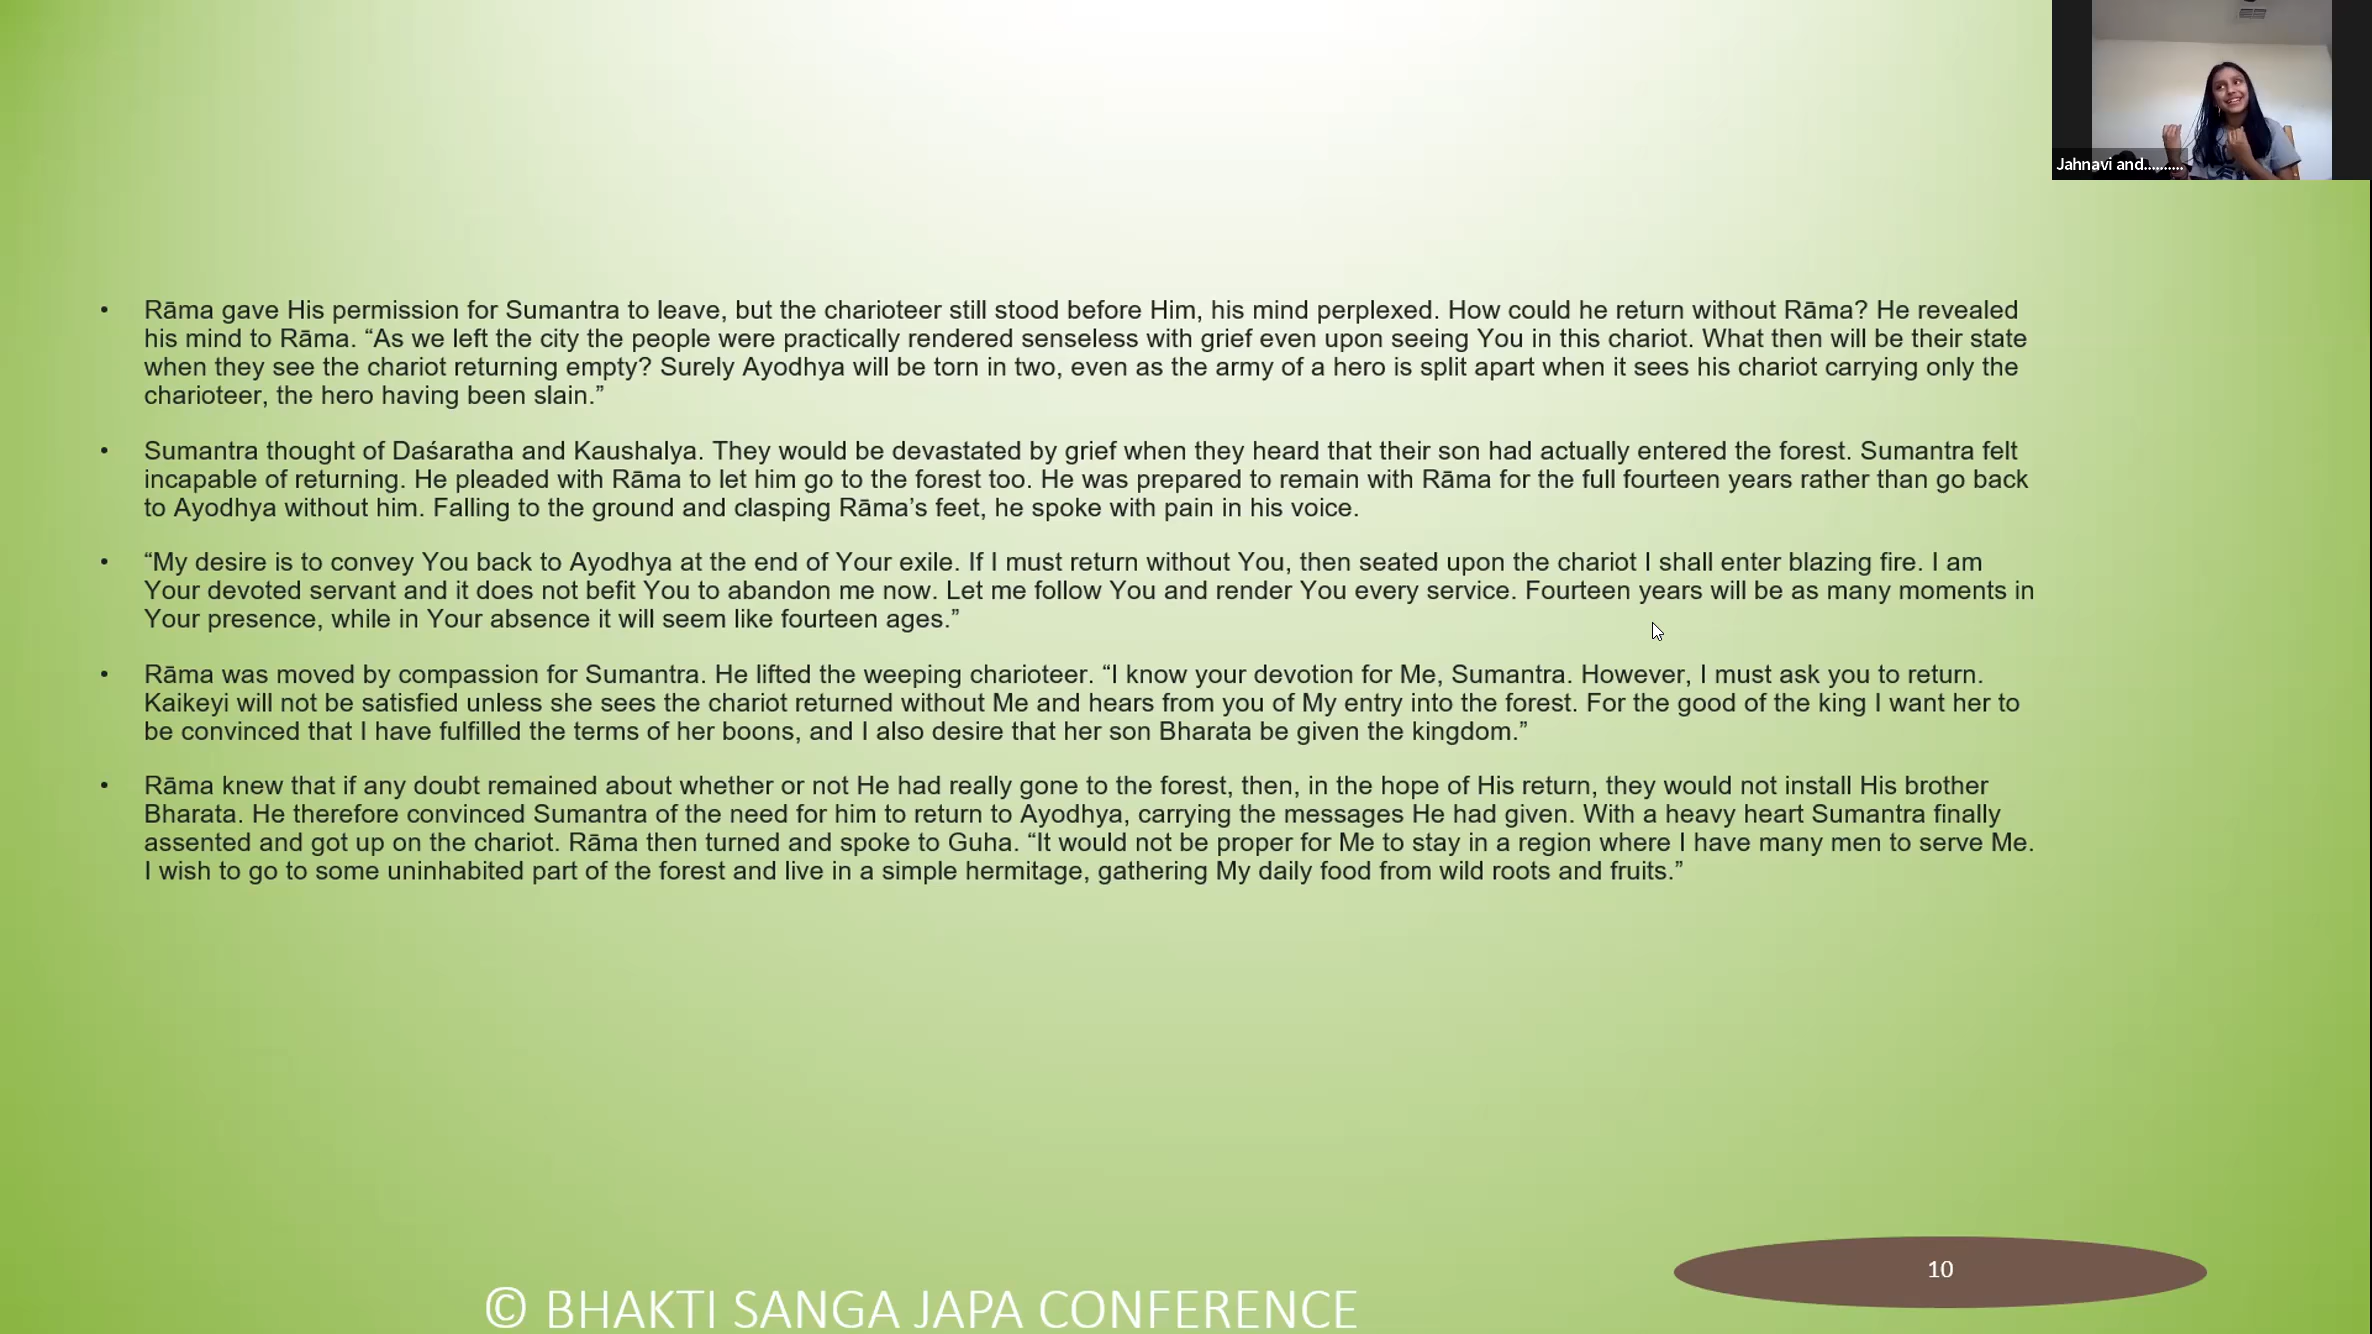 Jahnavi and..........
• Rāma gave His permission for Sumantra to leave, but the charioteer still stood before Him, his mind perplexed. How could he return without Rāma? He revealed
his mind to Rāma. “As we left the city the people were practically rendered senseless with grief even upon seeing You in this chariot. What then will be their state
when they see the chariot returning empty? Surely Ayodhya will be torn in two, even as the army of a hero is split apart when it sees his chariot carrying only the
charioteer, the hero having been slain.”
• Sumantra thought of Daśaratha and Kaushalya. They would be devastated by grief when they heard that their son had actually entered the forest. Sumantra felt
incapable of returning. He pleaded with Rāma to let him go to the forest too. He was prepared to remain with Rāma for the full fourteen years rather than go back
to Ayodhya without him. Falling to the ground and clasping Rāma’s feet, he spoke with pain in his voice.
• “My desire is to convey You back to Ayodhya at the end of Your exile. If I must return without You, then seated upon the chariot I shall enter blazing fire. I am
Your devoted servant and it does not befit You to abandon me now. Let me follow You and render You every service. Fourteen years will be as many moments in
Your presence, while in Your absence it will seem like fourteen ages.”
• Rāma was moved by compassion for Sumantra. He lifted the weeping charioteer. “I know your devotion for Me, Sumantra. However, I must ask you to return.
Kaikeyi will not be satisfied unless she sees the chariot returned without Me and hears from you of My entry into the forest. For the good of the king I want her to
be convinced that I have fulfilled the terms of her boons, and I also desire that her son Bharata be given the kingdom.”
• Rāma knew that if any doubt remained about whether or not He had really gone to the forest, then, in the hope of His return, they would not install His brother
Bharata. He therefore convinced Sumantra of the need for him to return to Ayodhya, carrying the messages He had given. With a heavy heart Sumantra finally
assented and got up on the chariot. Rāma then turned and spoke to Guha. “It would not be proper for Me to stay in a region where I have many men to serve Me.
I wish to go to some uninhabited part of the forest and live in a simple hermitage, gathering My daily food from wild roots and fruits.”
10
© BHAKTI SANGA JAPA CONFERENCE